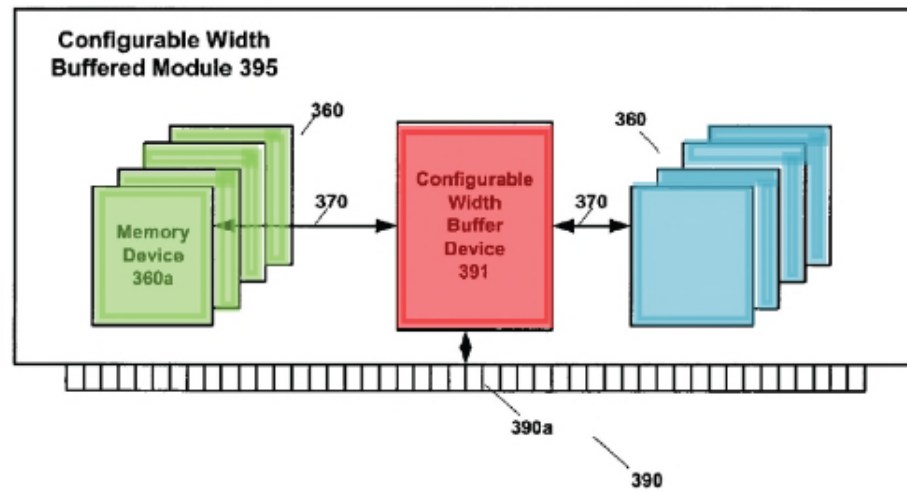 Configurable Width
Buffered Module 395
360
360
370
370
Memory
Device
360a
Configurable
Width
Buffer
Device
391
390a
390